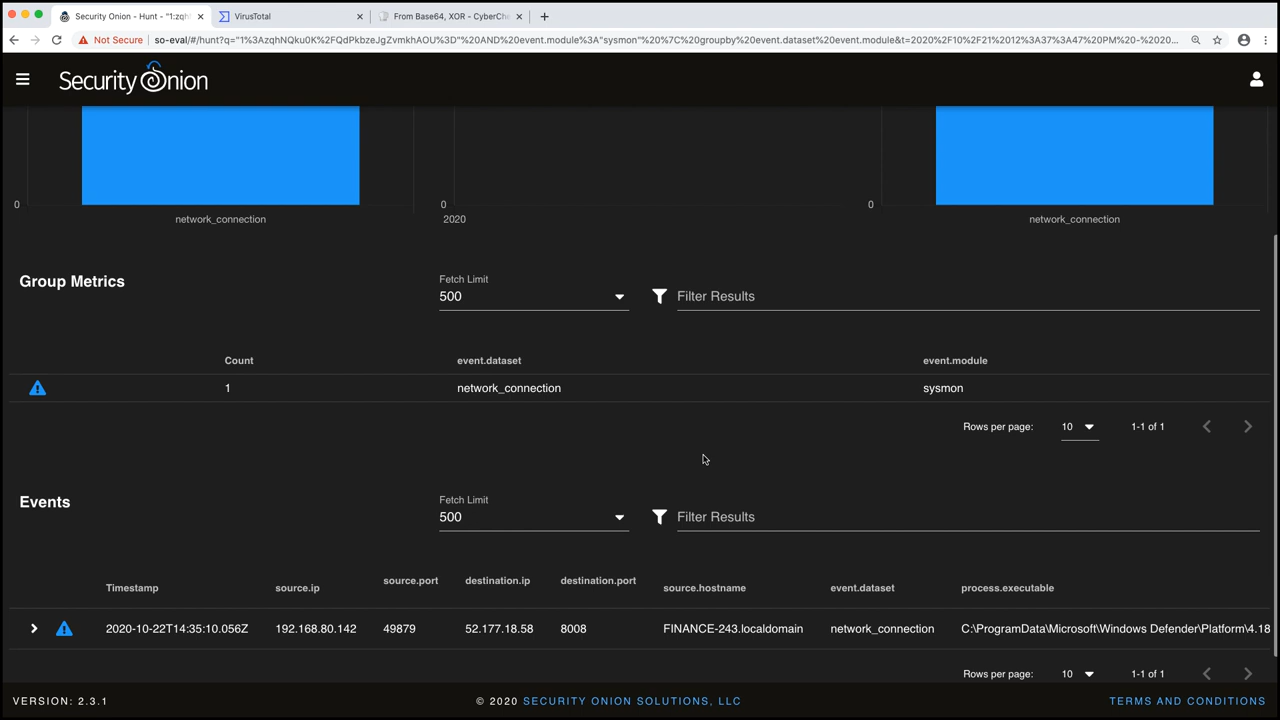 Security Onion - Hunt - "1:zqh
VirusTotal
From Base64, XOR - CyberChe
Not Secure
so-eval/#/hunt?q="1%3AzqhNQku0K%2FQdPkbzeJgZvmkhAOU%3D"%20AND%20event.module%3A"sysmon"%20%7C%20groupby%20event.dataset%20event.module&t=2020%2F10%2F21%2012%3A37%3A47%20PM%20-%2020...
Security Onion
0
0
0
network_connection
2020
network_connection
Group Metrics
Fetch Limit
500
Filter Results
Count
event.dataset
event.module
1
network_connection
sysmon
Rows per page:
10
1-1 of 1
Events
Fetch Limit
500
Filter Results
Timestamp
source.ip
source.port
destination.ip
destination.port
source.hostname
event.dataset
process.executable
2020-10-22T14:35:10.056Z
192.168.80.142
49879
52.177.18.58
8008
FINANCE-243.localdomain
network_connection
C:\ProgramData\Microsoft\Windows Defender\Platform\4.18
Rows per page:
10
1-1 of 1
VERSION: 2.3.1
© 2020 SECURITY ONION SOLUTIONS, LLC
TERMS AND CONDITIONS